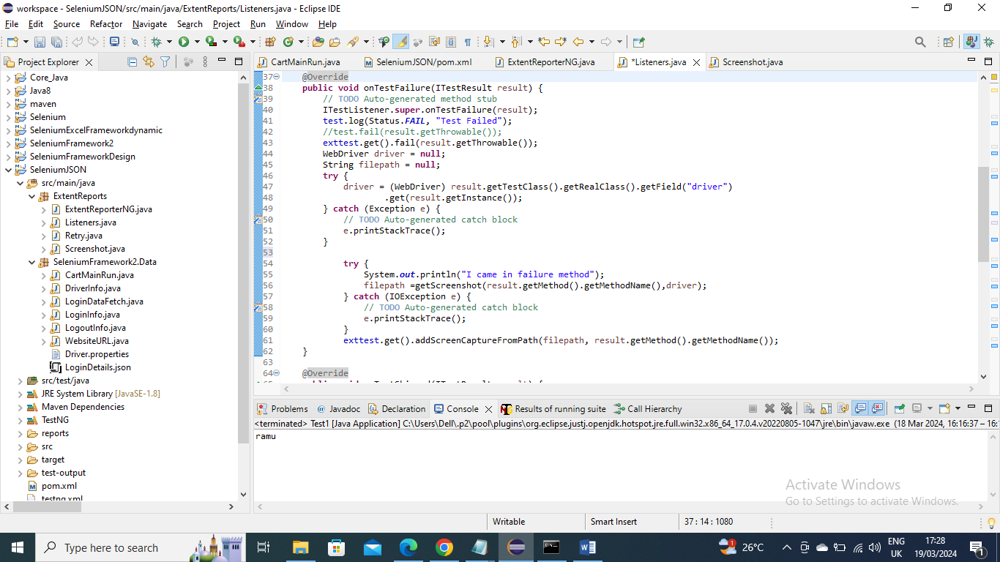 workspace - SeleniumJSON/src/main/java/ExtentReports/Listeners.java - Eclipse IDE
File Edit Source Refactor Navigate Search Project Run Window Help
Project Explorer
CartMainRun.java SeleniumJSON/pom.xml ExtentReporterNG.java *Listeners.java Screenshot.java
Core_Java
Java8
maven
Selenium
SeleniumExcelFrameworkdynamic
SeleniumFramework2
SeleniumFrameworkDesign
SeleniumJSON
src/main/java
ExtentReports
ExtentReporterNG.java
Listeners.java
Retry.java
Screenshot.java
SeleniumFramework2.Data
CartMainRun.java
DriverInfo.java
LoginDataFetch.java
LoginInfo.java
LogoutInfo.java
WebsiteURL.java
Driver.properties
LoginDetails.json
src/test/java
JRE System Library [JavaSE-1.8]
Maven Dependencies
TestNG
reports
src
target
test-output
pom.xml
testng.xml
37 @Override
38 public void onTestFailure(ITestResult result) {
39 // TODO Auto-generated method stub
40 ITestListener.super.onTestFailure(result);
41 test.log(Status.FAIL, "Test Failed");
42 //test.fail(result.getThrowable());
43 exttest.get().fail(result.getThrowable());
44 WebDriver driver = null;
45 String filepath = null;
46 try {
47 driver = (WebDriver) result.getTestClass().getRealClass().getField("driver")
48 .get(result.getInstance());
49 } catch (Exception e) {
50 // TODO Auto-generated catch block
51 e.printStackTrace();
52 }
53
54 try {
55 System.out.println("I came in failure method");
56 filepath =getScreenshot(result.getMethod().getMethodName(),driver);
57 } catch (IOException e) {
58 // TODO Auto-generated catch block
59 e.printStackTrace();
60 }
61 exttest.get().addScreenCaptureFromPath(filepath, result.getMethod().getMethodName());
62 }
63
64 @Override
Problems @ Javadoc Declaration Console Results of running suite Call Hierarchy
<terminated> Test1 [Java Application] C:\Users\Dell\.p2\pool\plugins\org.eclipse.justj.openjdk.hotspot.jre.full.win32.x86_64_17.0.4.v20220805-1047\jre\bin\javaw.exe (18 Mar 2024, 16:16:37 – 16:
ramu
Activate Windows
Go to Settings to activate Windows.
Writable Smart Insert 37 : 14 : 1080
Type here to search
1 26°C ENG UK 17:28 19/03/2024 1